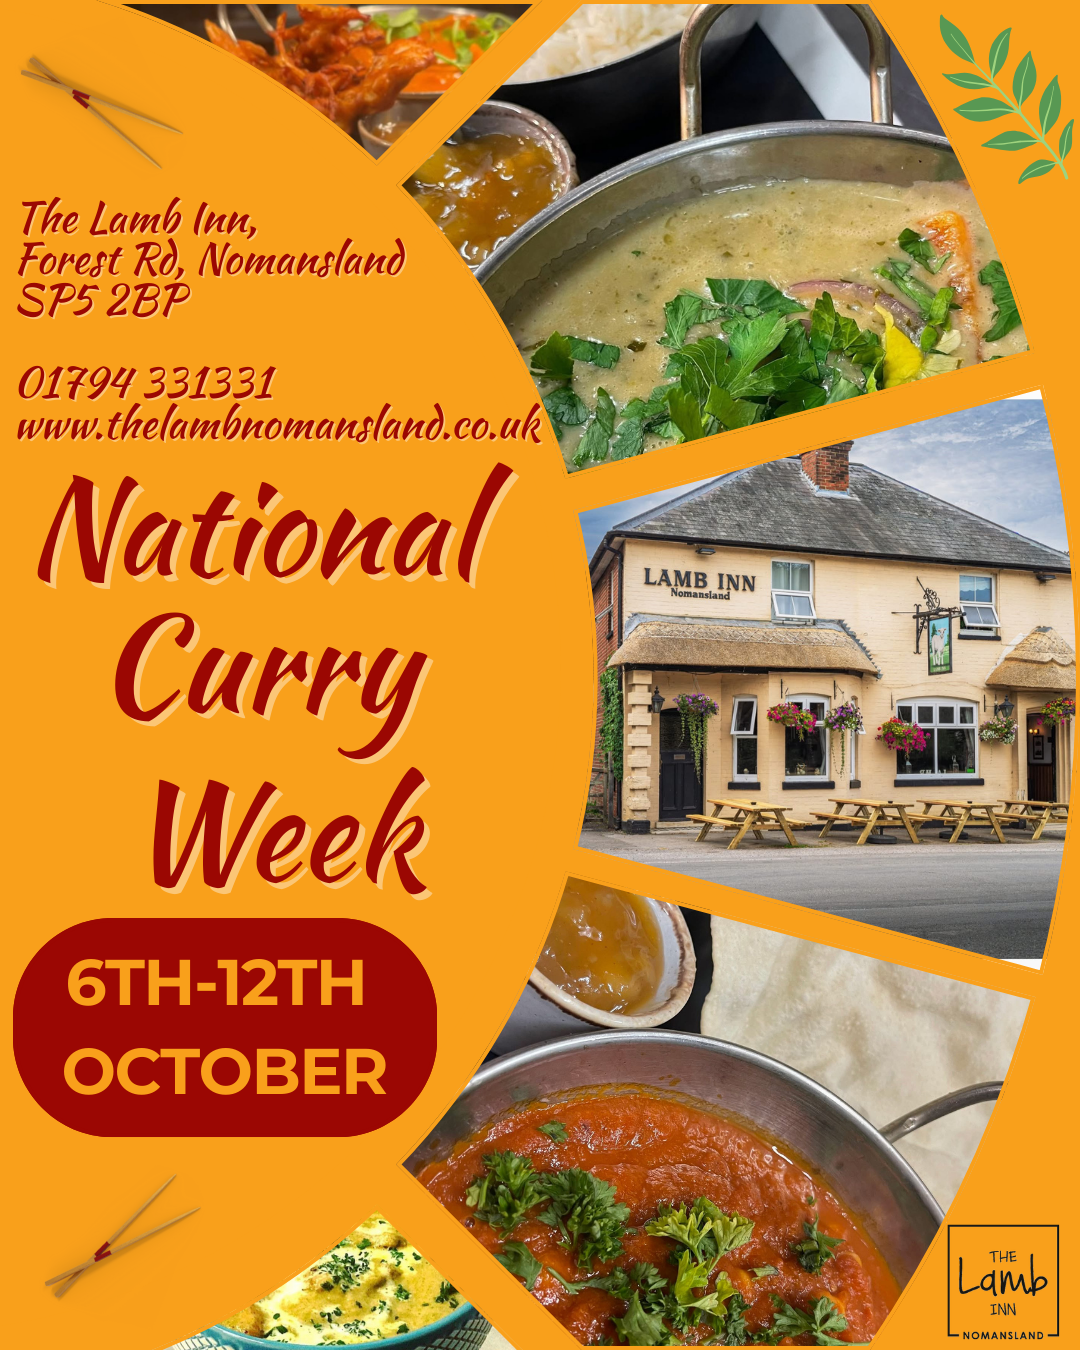 The Lamb Inn,
Forest Rd, Nomansland
SP5 2BP
01794 331331
www.thelambnomansland.co.uk
National
Curry
Week
6TH-12TH
OCTOBER
LAMB INN
Nomansland
THE
Lamb
INN
NOMANSLAND